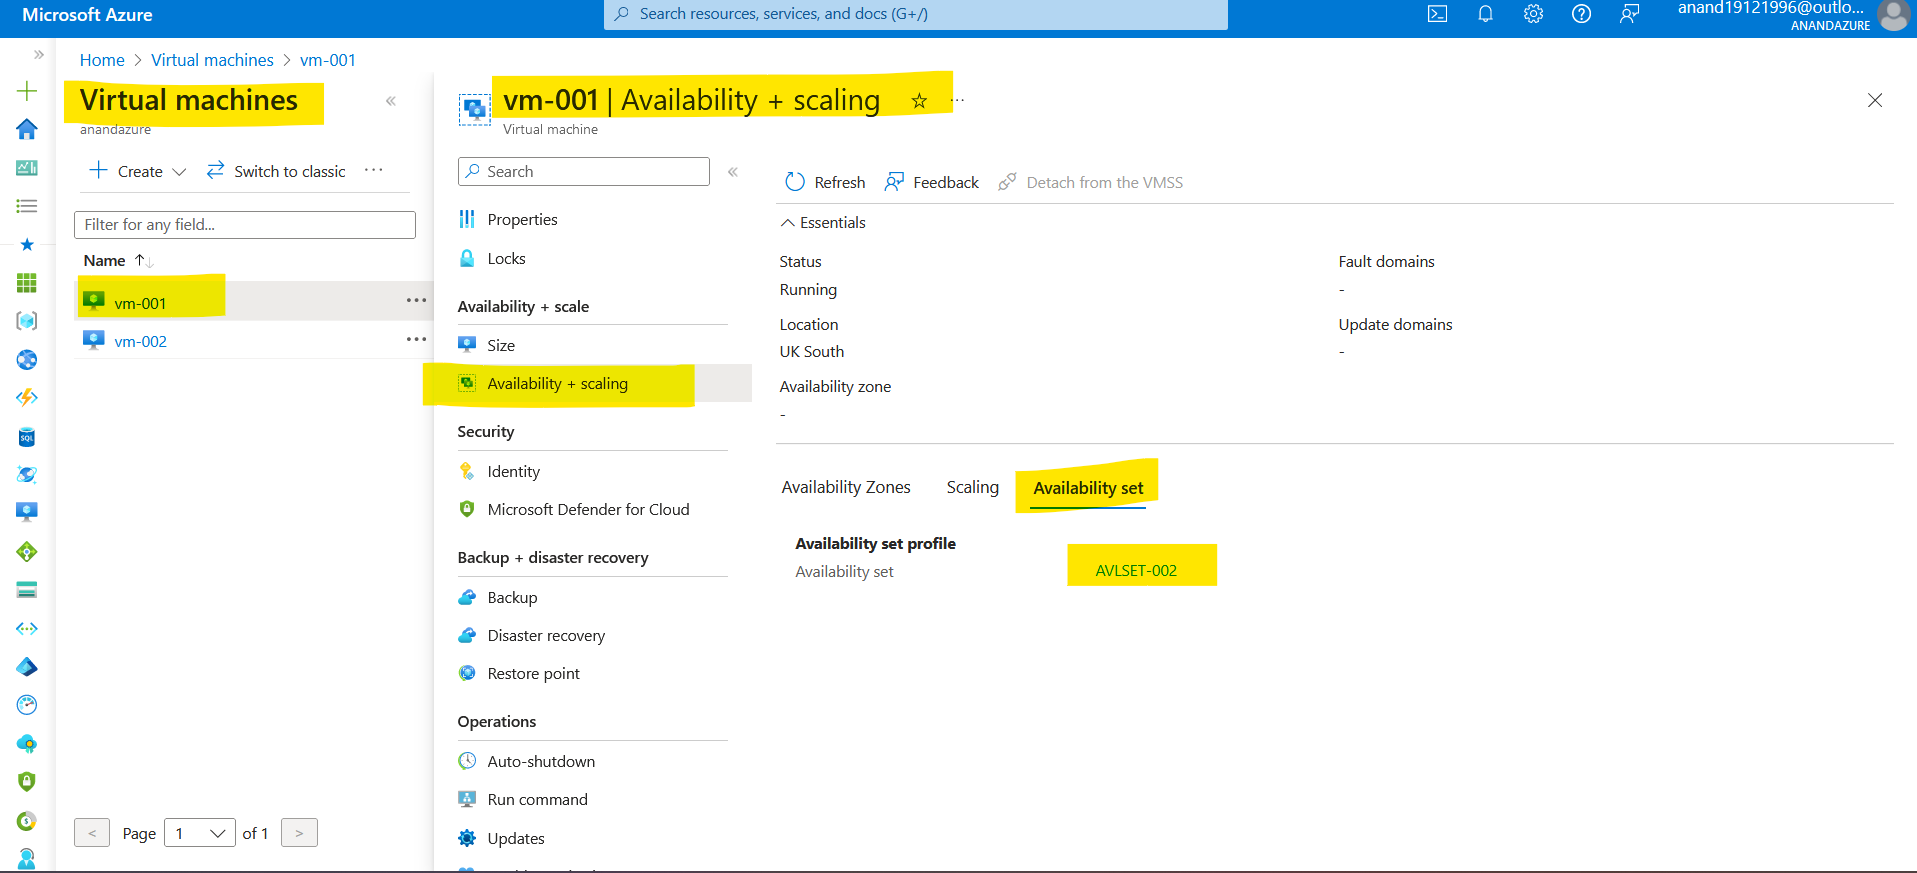 Microsoft Azure
Search resources, services, and docs (G+/)
anand19121996@outlo...
ANANDAZURE
Home > Virtual machines > vm-001
Virtual machines
anandazure
Create
Switch to classic
Filter for any field...
Name
vm-001
vm-002
Page 1 of 1
vm-001 | Availability + scaling
Virtual machine
Search
Properties
Locks
Availability + scale
Size
Availability + scaling
Security
Identity
Microsoft Defender for Cloud
Backup + disaster recovery
Backup
Disaster recovery
Restore point
Operations
Auto-shutdown
Run command
Updates
Refresh
Feedback
Detach from the VMSS
Essentials
Status
Running
Location
UK South
Availability zone
-
Fault domains
-
Update domains
-
Availability Zones
Scaling
Availability set
Availability set profile
Availability set
AVLSET-002